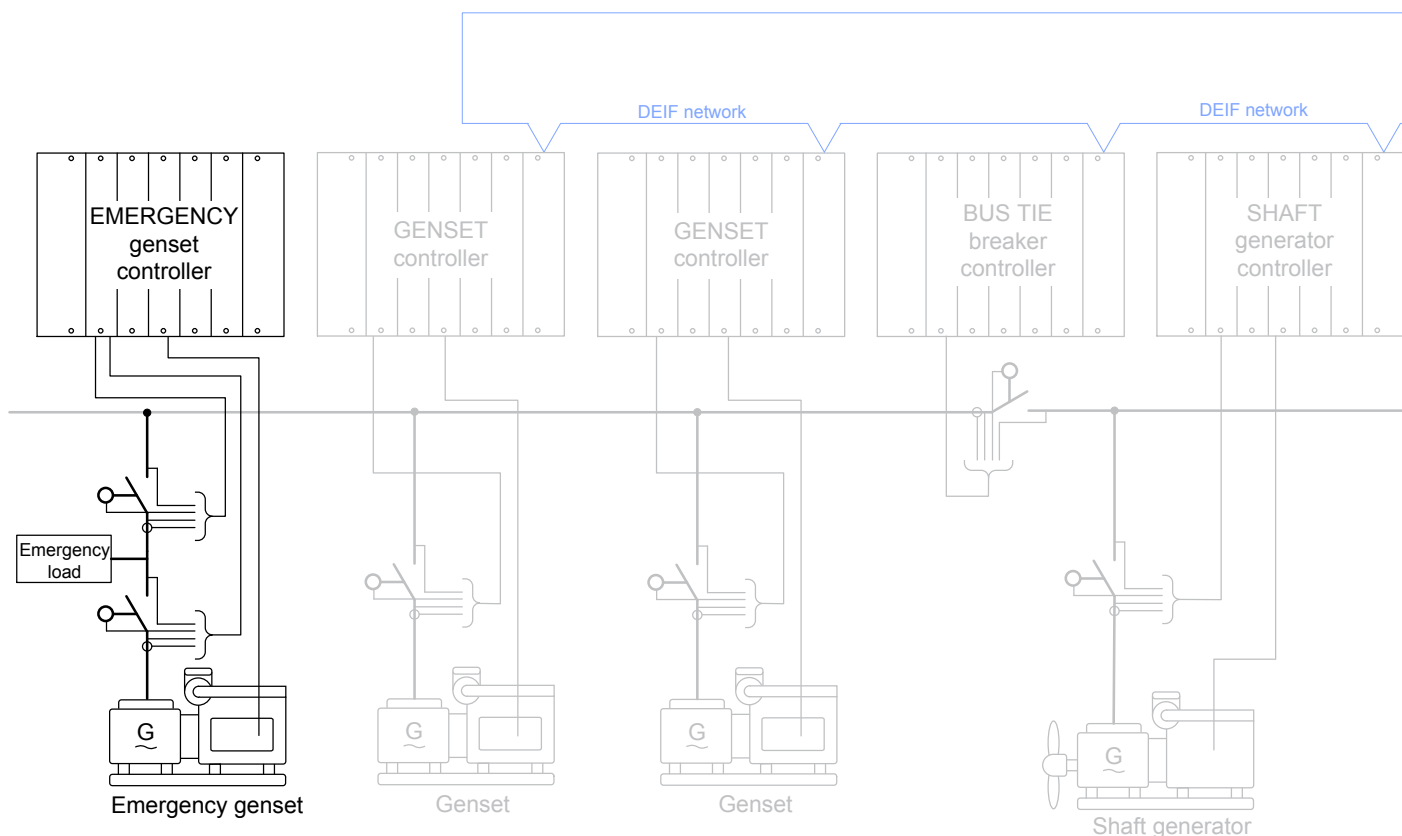 DEIF network
DEIF network
EMERGENCY
genset
controller
GENSET
controller
GENSET
controller
BUS TIE
breaker
controller
SHAFT
generator
controller
Emergency
load
G
G
G
G
Emergency genset
Genset
Genset
Shaft generator